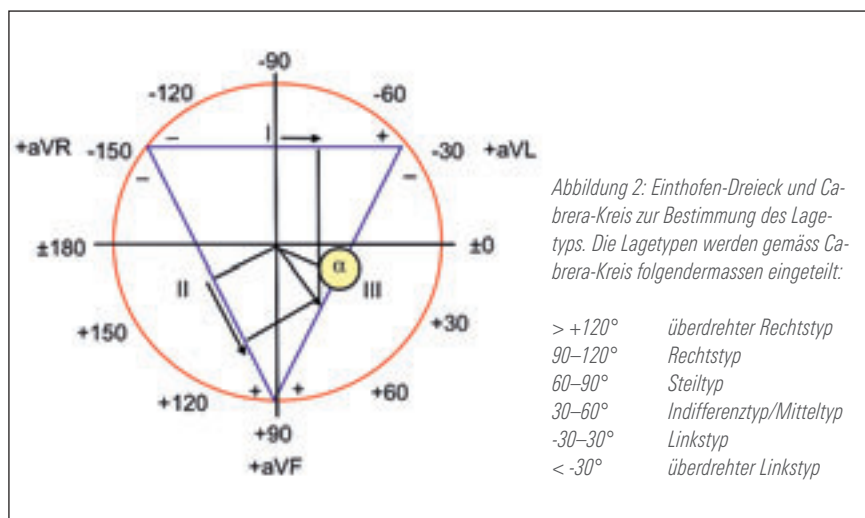 -90
-120
-60
+aVR
-150
–
I
+
-30
+aVL
–
–
±180
±0
α
II
III
+150
+30
+120
+
+
+60
+90
+aVF
Abbildung 2: Einthofen-Dreieck und Ca-
brera-Kreis zur Bestimmung des Lage-
typs. Die Lagetypen werden gemäss Ca-
brera-Kreis folgendermassen eingeteilt:
> +120° überdrehter Rechtstyp
90–120° Rechtstyp
60–90° Steiltyp
30–60° Indifferenztyp/Mitteltyp
-30–30° Linkstyp
< -30° überdrehter Linkstyp